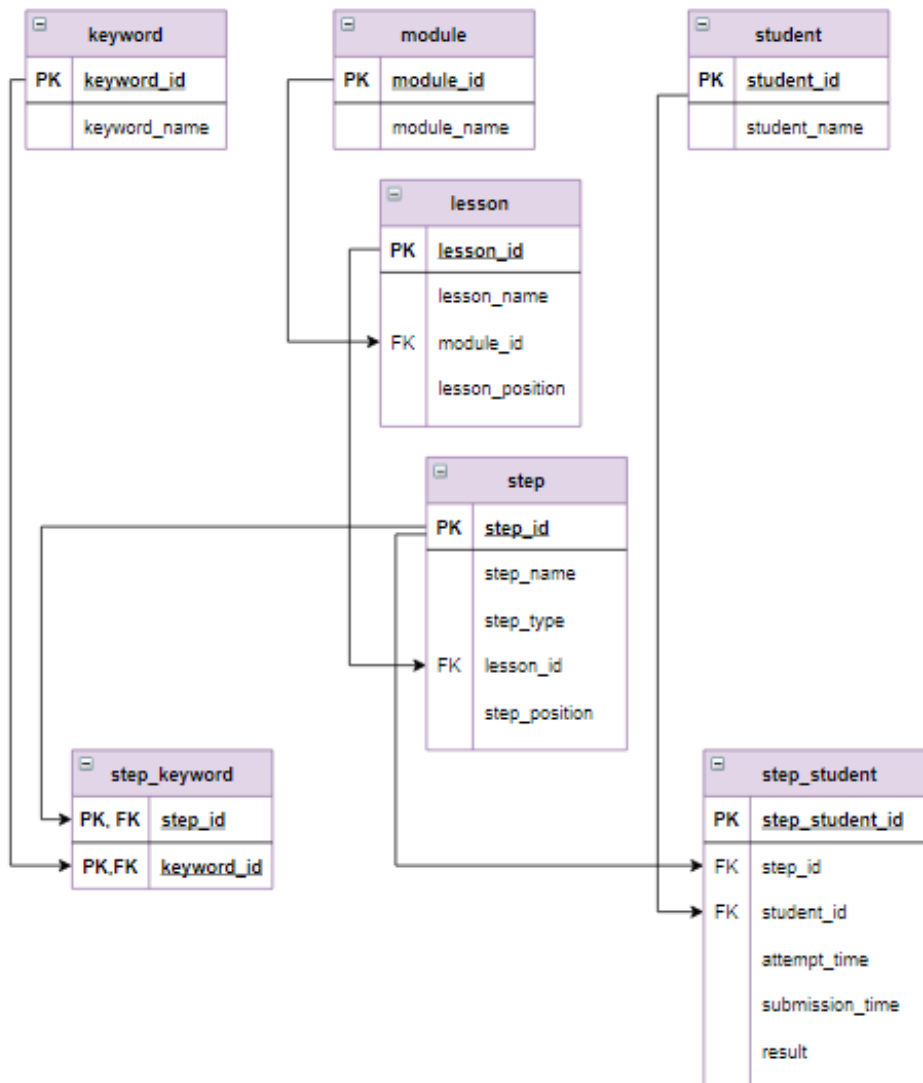 keyword
PK keyword_id
keyword_name
module
PK module_id
module_name
student
PK student_id
student_name
lesson
PK lesson_id
lesson_name
FK module_id
lesson_position
step
PK step_id
step_name
step_type
FK lesson_id
step_position
step_keyword
PK, FK step_id
PK,FK keyword_id
step_student
PK step_student_id
FK step_id
FK student_id
attempt_time
submission_time
result